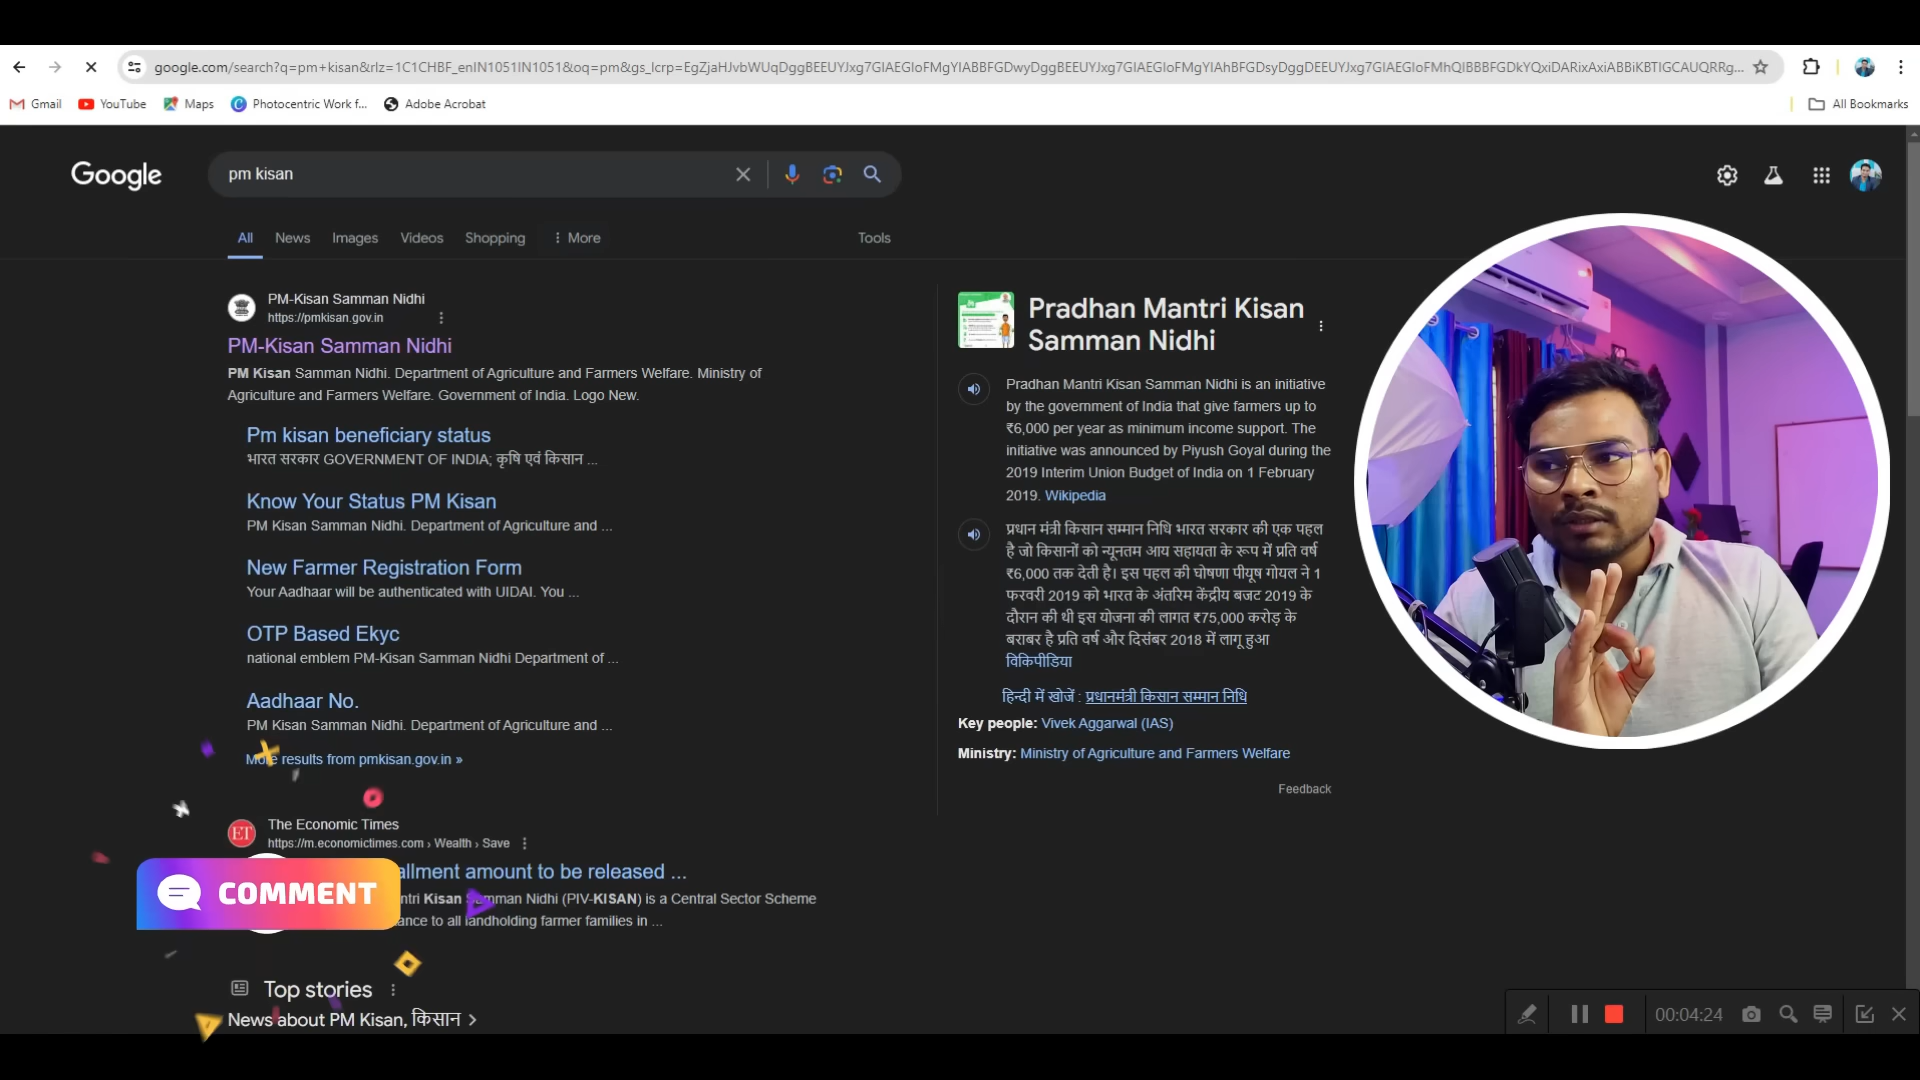 google.com/search?q=pm+kisan&rlz=1C1CHBF_enIN1051IN1051&oq=pm&gs_lcrp=
Gmail
YouTube
Maps
Photocentric Work f...
Adobe Acrobat
All Bookmarks
Google
pm kisan
All
News
Images
Videos
Shopping
More
Tools
PM-Kisan Samman Nidhi
https://pmkisan.gov.in
PM-Kisan Samman Nidhi
PM Kisan Samman Nidhi. Department of Agriculture and Farmers Welfare. Ministry of
Agriculture and Farmers Welfare. Government of India. Logo New.
Pm kisan beneficiary status
भारत सरकार GOVERNMENT OF INDIA; कृषि एवं किसान ...
Know Your Status PM Kisan
PM Kisan Samman Nidhi. Department of Agriculture and ...
New Farmer Registration Form
Your Aadhaar will be authenticated with UIDAI. You ...
OTP Based Ekyc
national emblem PM-Kisan Samman Nidhi Department of ...
Aadhaar No.
PM Kisan Samman Nidhi. Department of Agriculture and ...
More results from pmkisan.gov.in »
ET
The Economic Times
https://m.economictimes.com › Wealth › Save
allment amount to be released ...
ntri Kisan Samman Nidhi (PIV-KISAN) is a Central Sector Scheme
ance to all landholding farmer families in ...
COMMENT
Top stories
News about PM Kisan, किसान
Pradhan Mantri Kisan
Samman Nidhi
Pradhan Mantri Kisan Samman Nidhi is an initiative
by the government of India that give farmers up to
₹6,000 per year as minimum income support. The
initiative was announced by Piyush Goyal during the
2019 Interim Union Budget of India on 1 February
2019. Wikipedia
प्रधान मंत्री किसान सम्मान निधि भारत सरकार की एक पहल
है जो किसानों को न्यूनतम आय सहायता के रूप में प्रति वर्ष
₹6,000 तक देती है। इस पहल की घोषणा पीयूष गोयल ने 1
फरवरी 2019 को भारत के अंतरिम केंद्रीय बजट 2019 के
दौरान की थी इस योजना की लागत ₹75,000 करोड़ के
बराबर है प्रति वर्ष और दिसंबर 2018 में लागू हुआ
विकिपीडिया
हिन्दी में खोजें : प्रधानमंत्री किसान सम्मान निधि
Key people: Vivek Aggarwal (IAS)
Ministry: Ministry of Agriculture and Farmers Welfare
Feedback
00:04:24